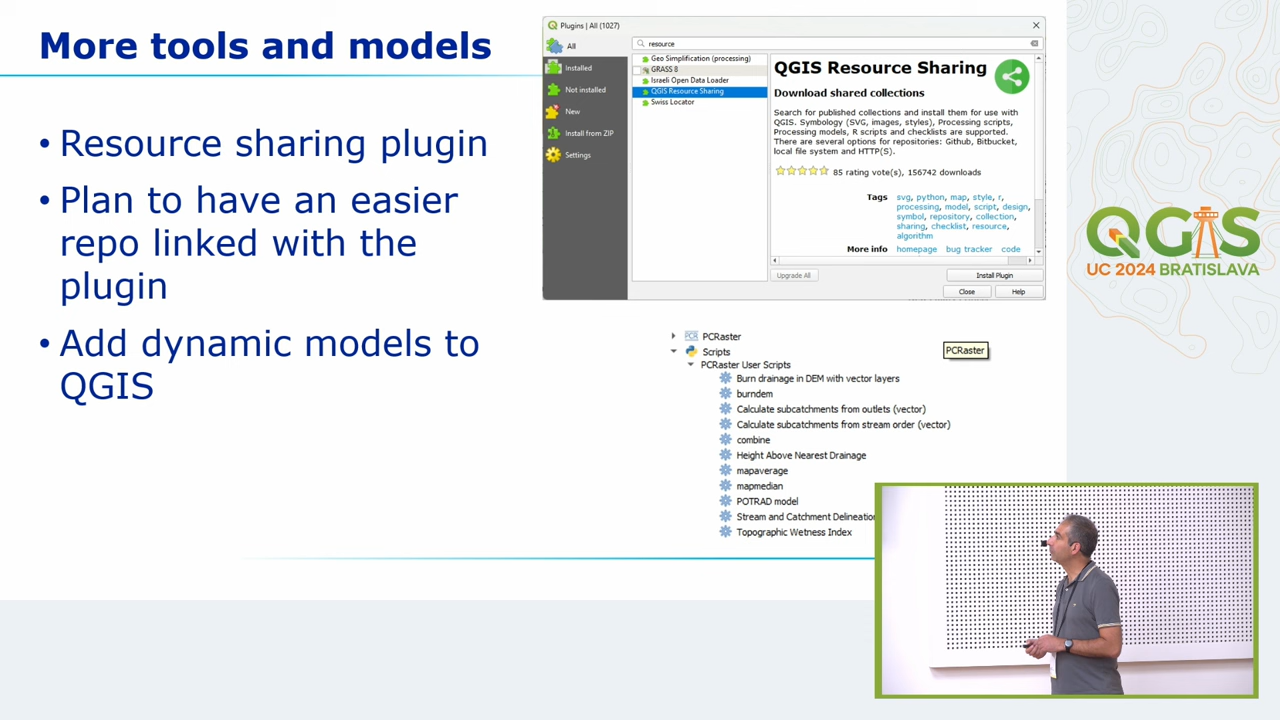 More tools and models
• Resource sharing plugin
• Plan to have an easier
repo linked with the
plugin
• Add dynamic models to
QGIS
Plugins | All (1027)
All
Installed
Not installed
New
Install from ZIP
Settings
resource
Geo Simplification (processing)
GRASS 8
Israeli Open Data Loader
QGIS Resource Sharing
Swiss Locator
QGIS Resource Sharing
Download shared collections
Search for published collections and install them for use with
QGIS. Symbology (SVG, images, styles), Processing scripts,
Processing models, R scripts and checklists are supported.
There are several options for repositories: Github, Bitbucket,
local file system and HTTP(S).
85 rating vote(s), 156742 downloads
Tags svg, python, map, style, r,
processing, model, script, design,
symbol, repository, collection,
sharing, checklist, resource,
algorithm
More info homepage bug tracker code
Upgrade All
Install Plugin
Close
Help
PCRaster
Scripts
PCRaster User Scripts
Burn drainage in DEM with vector layers
burndem
Calculate subcatchments from outlets (vector)
Calculate subcatchments from stream order (vector)
combine
Height Above Nearest Drainage
mapaverage
mapmedian
POTRAD model
Stream and Catchment Delineation
Topographic Wetness Index
PCRaster
QGIS
UC 2024 BRATISLAVA